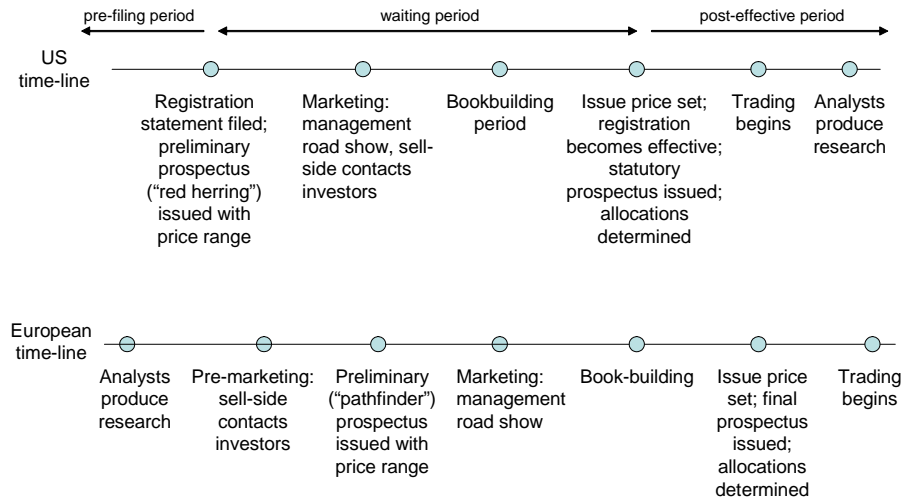 pre-filing period
waiting period
post-effective period
US
time-line
Registration
statement filed;
preliminary
prospectus
(“red herring”)
issued with
price range
Marketing:
management
road show, sell-
side contacts
investors
Bookbuilding
period
Issue price set;
registration
becomes effective;
statutory
prospectus issued;
allocations
determined
Trading
begins
Analysts
produce
research
European
time-line
Analysts
produce
research
Pre-marketing:
sell-side
contacts
investors
Preliminary
(“pathfinder”)
prospectus
issued with
price range
Marketing:
management
road show
Book-building
Issue price
set; final
prospectus
issued;
allocations
determined
Trading
begins